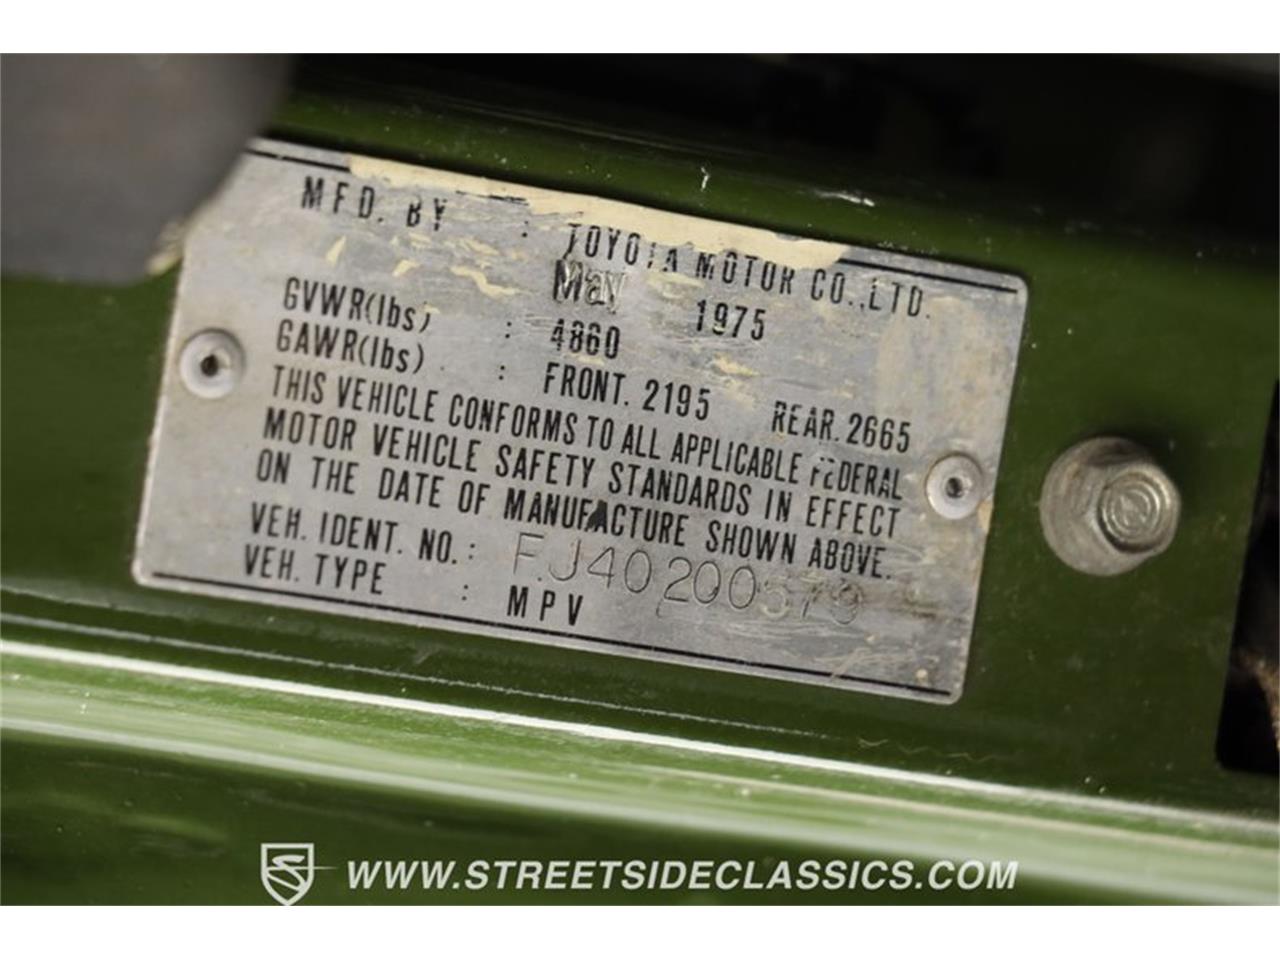 MFD. BY : TOYOTA MOTOR CO.,LTD.
May 1975
GVWR(lbs) : 4860
GAWR(lbs) : FRONT. 2195 REAR. 2665
THIS VEHICLE CONFORMS TO ALL APPLICABLE FEDERAL
MOTOR VEHICLE SAFETY STANDARDS IN EFFECT
ON THE DATE OF MANUFACTURE SHOWN ABOVE.
VEH. IDENT. NO. : FJ40200579
VEH. TYPE : MPV
WWW.STREETSIDECLASSICS.COM